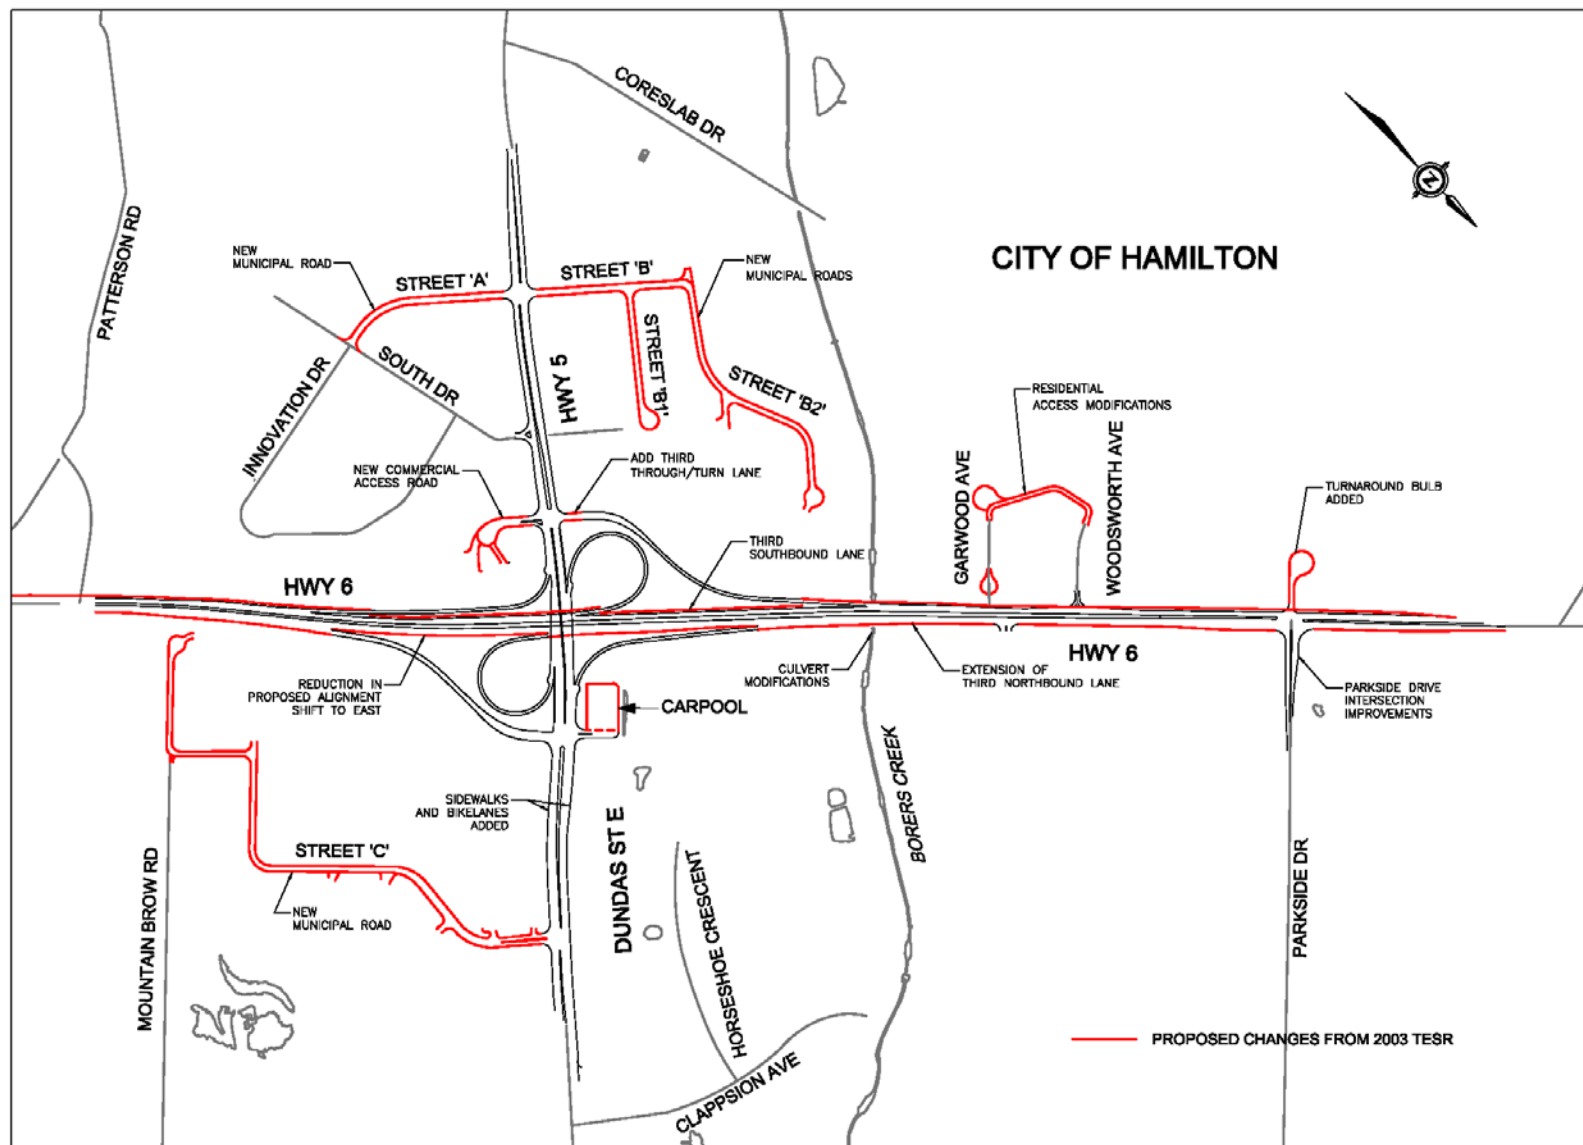 CORESLAB DR
PATTERSON RD
N
CITY OF HAMILTON
NEW
MUNICIPAL ROAD
STREET 'A'
STREET 'B'
NEW
MUNICIPAL ROADS
STREET 'B1'
STREET 'B2'
HWY 5
SOUTH DR
INNOVATION DR
RESIDENTIAL
ACCESS MODIFICATIONS
NEW COMMERCIAL
ACCESS ROAD
ADD THIRD
THROUGH/TURN LANE
GARWOOD AVE
WOODSWORTH AVE
TURNAROUND BULB
ADDED
THIRD
SOUTHBOUND LANE
HWY 6
HWY 6
REDUCTION IN
PROPOSED ALIGNMENT
SHIFT TO EAST
CULVERT
MODIFICATIONS
EXTENSION OF
THIRD NORTHBOUND LANE
PARKSIDE DRIVE
INTERSECTION
IMPROVEMENTS
CARPOOL
BORERS CREEK
SIDEWALKS
AND BIKELANES
ADDED
DUNDAS ST E
STREET 'C'
NEW
MUNICIPAL ROAD
MOUNTAIN BROW RD
HORSESHOE CRESCENT
PARKSIDE DR
CLAPPSION AVE
PROPOSED CHANGES FROM 2003 TESR